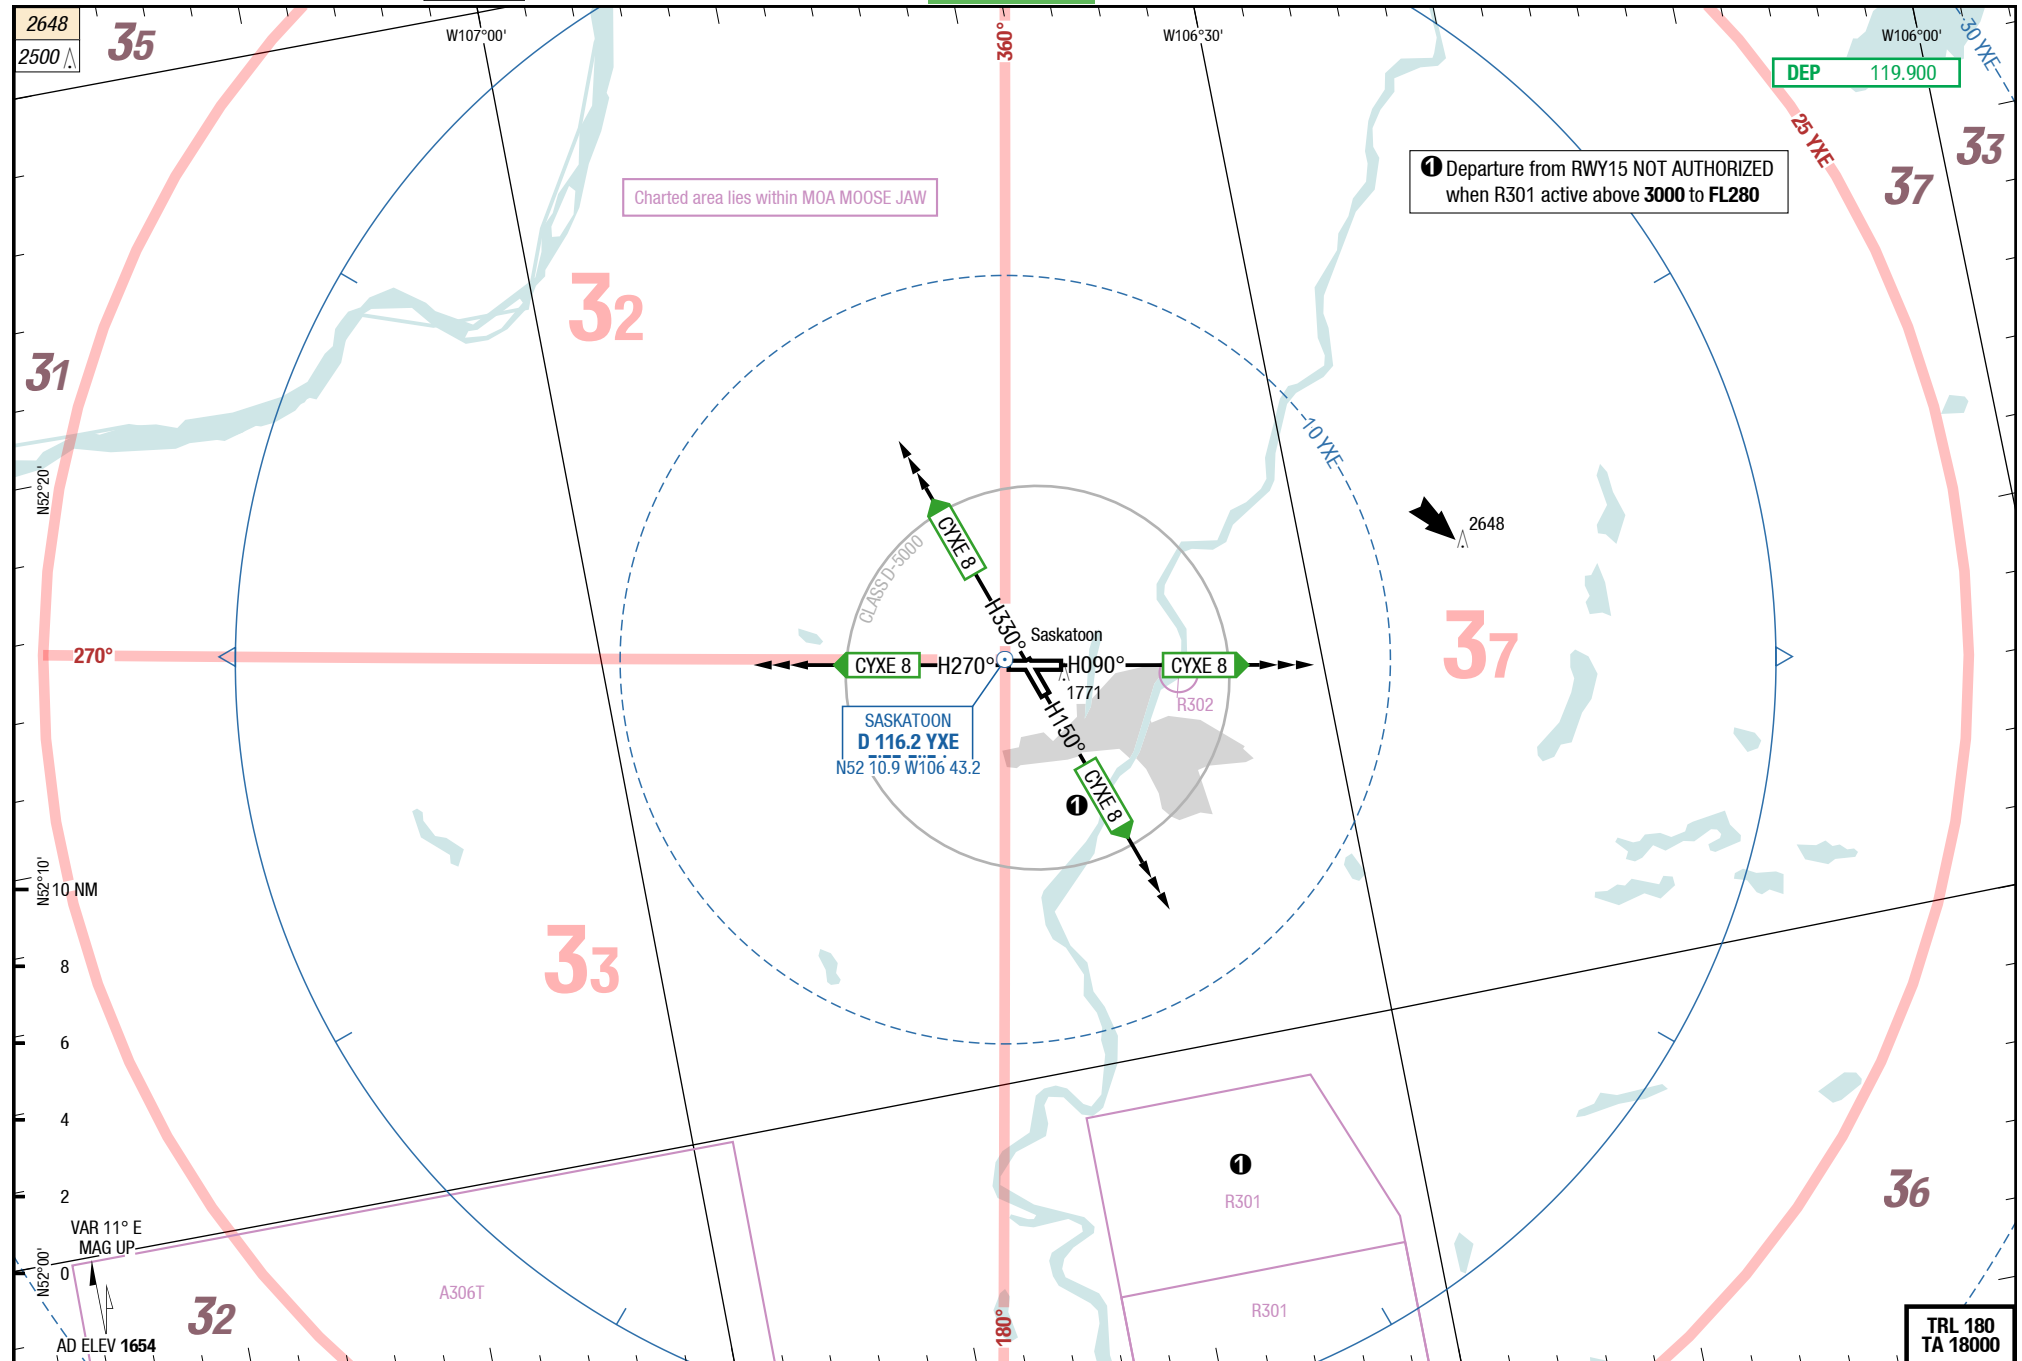 2648
2500
35
W107°00'
360°
W106°30'
W106°00'
30 YXE
DEP 119.900
25 YXE
33
37
❶ Departure from RWY15 NOT AUTHORIZED
when R301 active above 3000 to FL280
Charted area lies within MOA MOOSE JAW
32
31
10 YXE
N52°20'
2648
CYXE 8
CLASS D-5000
H330°
Saskatoon
37
270°
CYXE 8
H270°
H090°
CYXE 8
1771
R302
SASKATOON
D 116.2 YXE
N52 10.9 W106 43.2
H150°
CYXE 8
❶
N52°10'
10 NM
33
8
6
4
2
0
❶
R301
36
VAR 11° E
MAG UP
N52°00'
A306T
32
R301
180°
AD ELEV 1654
TRL 180
TA 18000